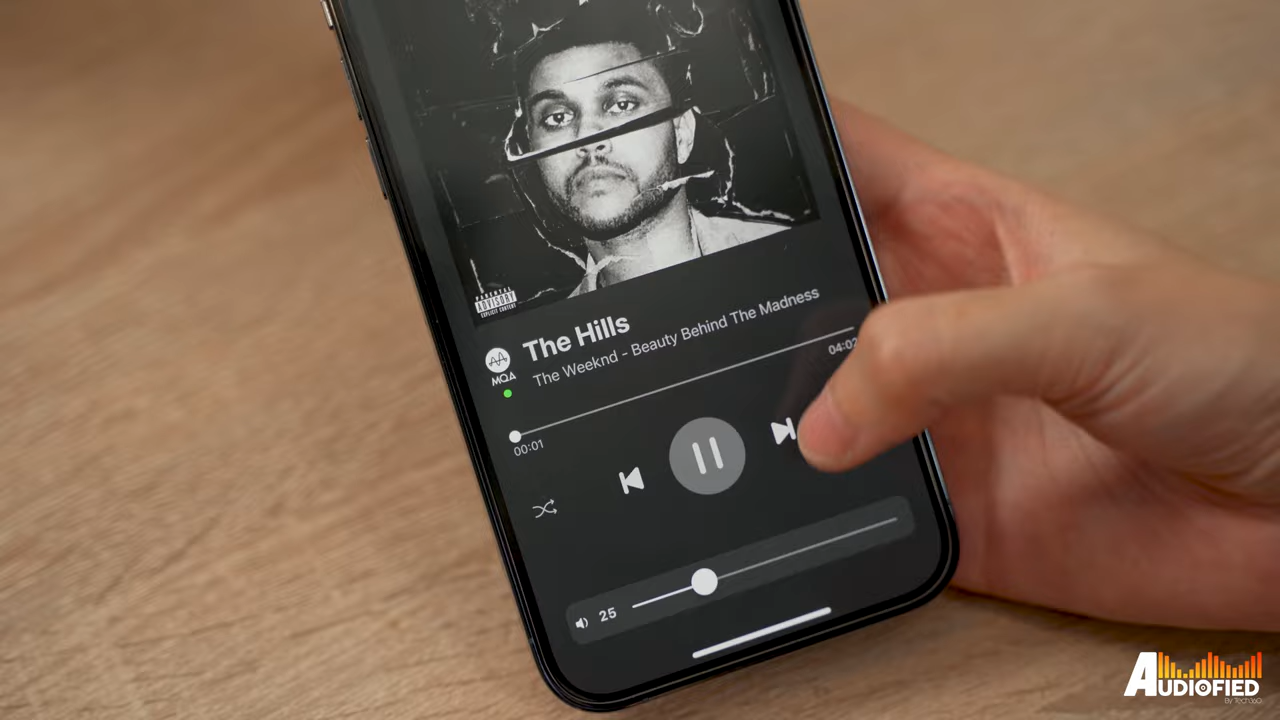 PARENTAL
ADVISORY
EXPLICIT CONTENT
The Hills
MQA
The Weeknd - Beauty Behind The Madness
00:01
04:02
25
AUDIOFIED